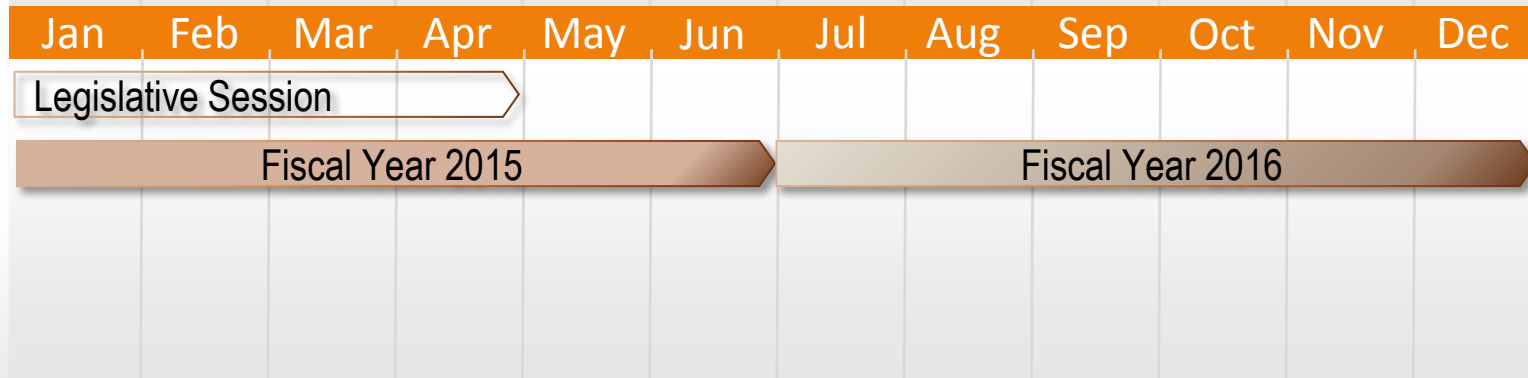 Jan Feb Mar Apr May Jun Jul Aug Sep Oct Nov Dec
Legislative Session
Fiscal Year 2015 Fiscal Year 2016